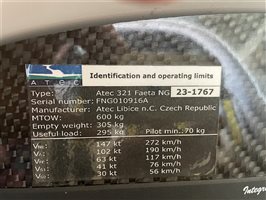 ATEC
Identification and operating limits
Type: Atec 321 Faeta NG 23-1767
Serial number: FNG010916A
Manufacturer: Atec Libice n.C. Czech Republic
MTOW: 600 kg
Empty weight: 305 kg
Useful load: 295 kg Pilot min.: 70 kg
147 kt 272 km/h
102 kt 190 km/h
63 kt 117 km/h
41 kt 76 km/h
30 kt 56 km/h